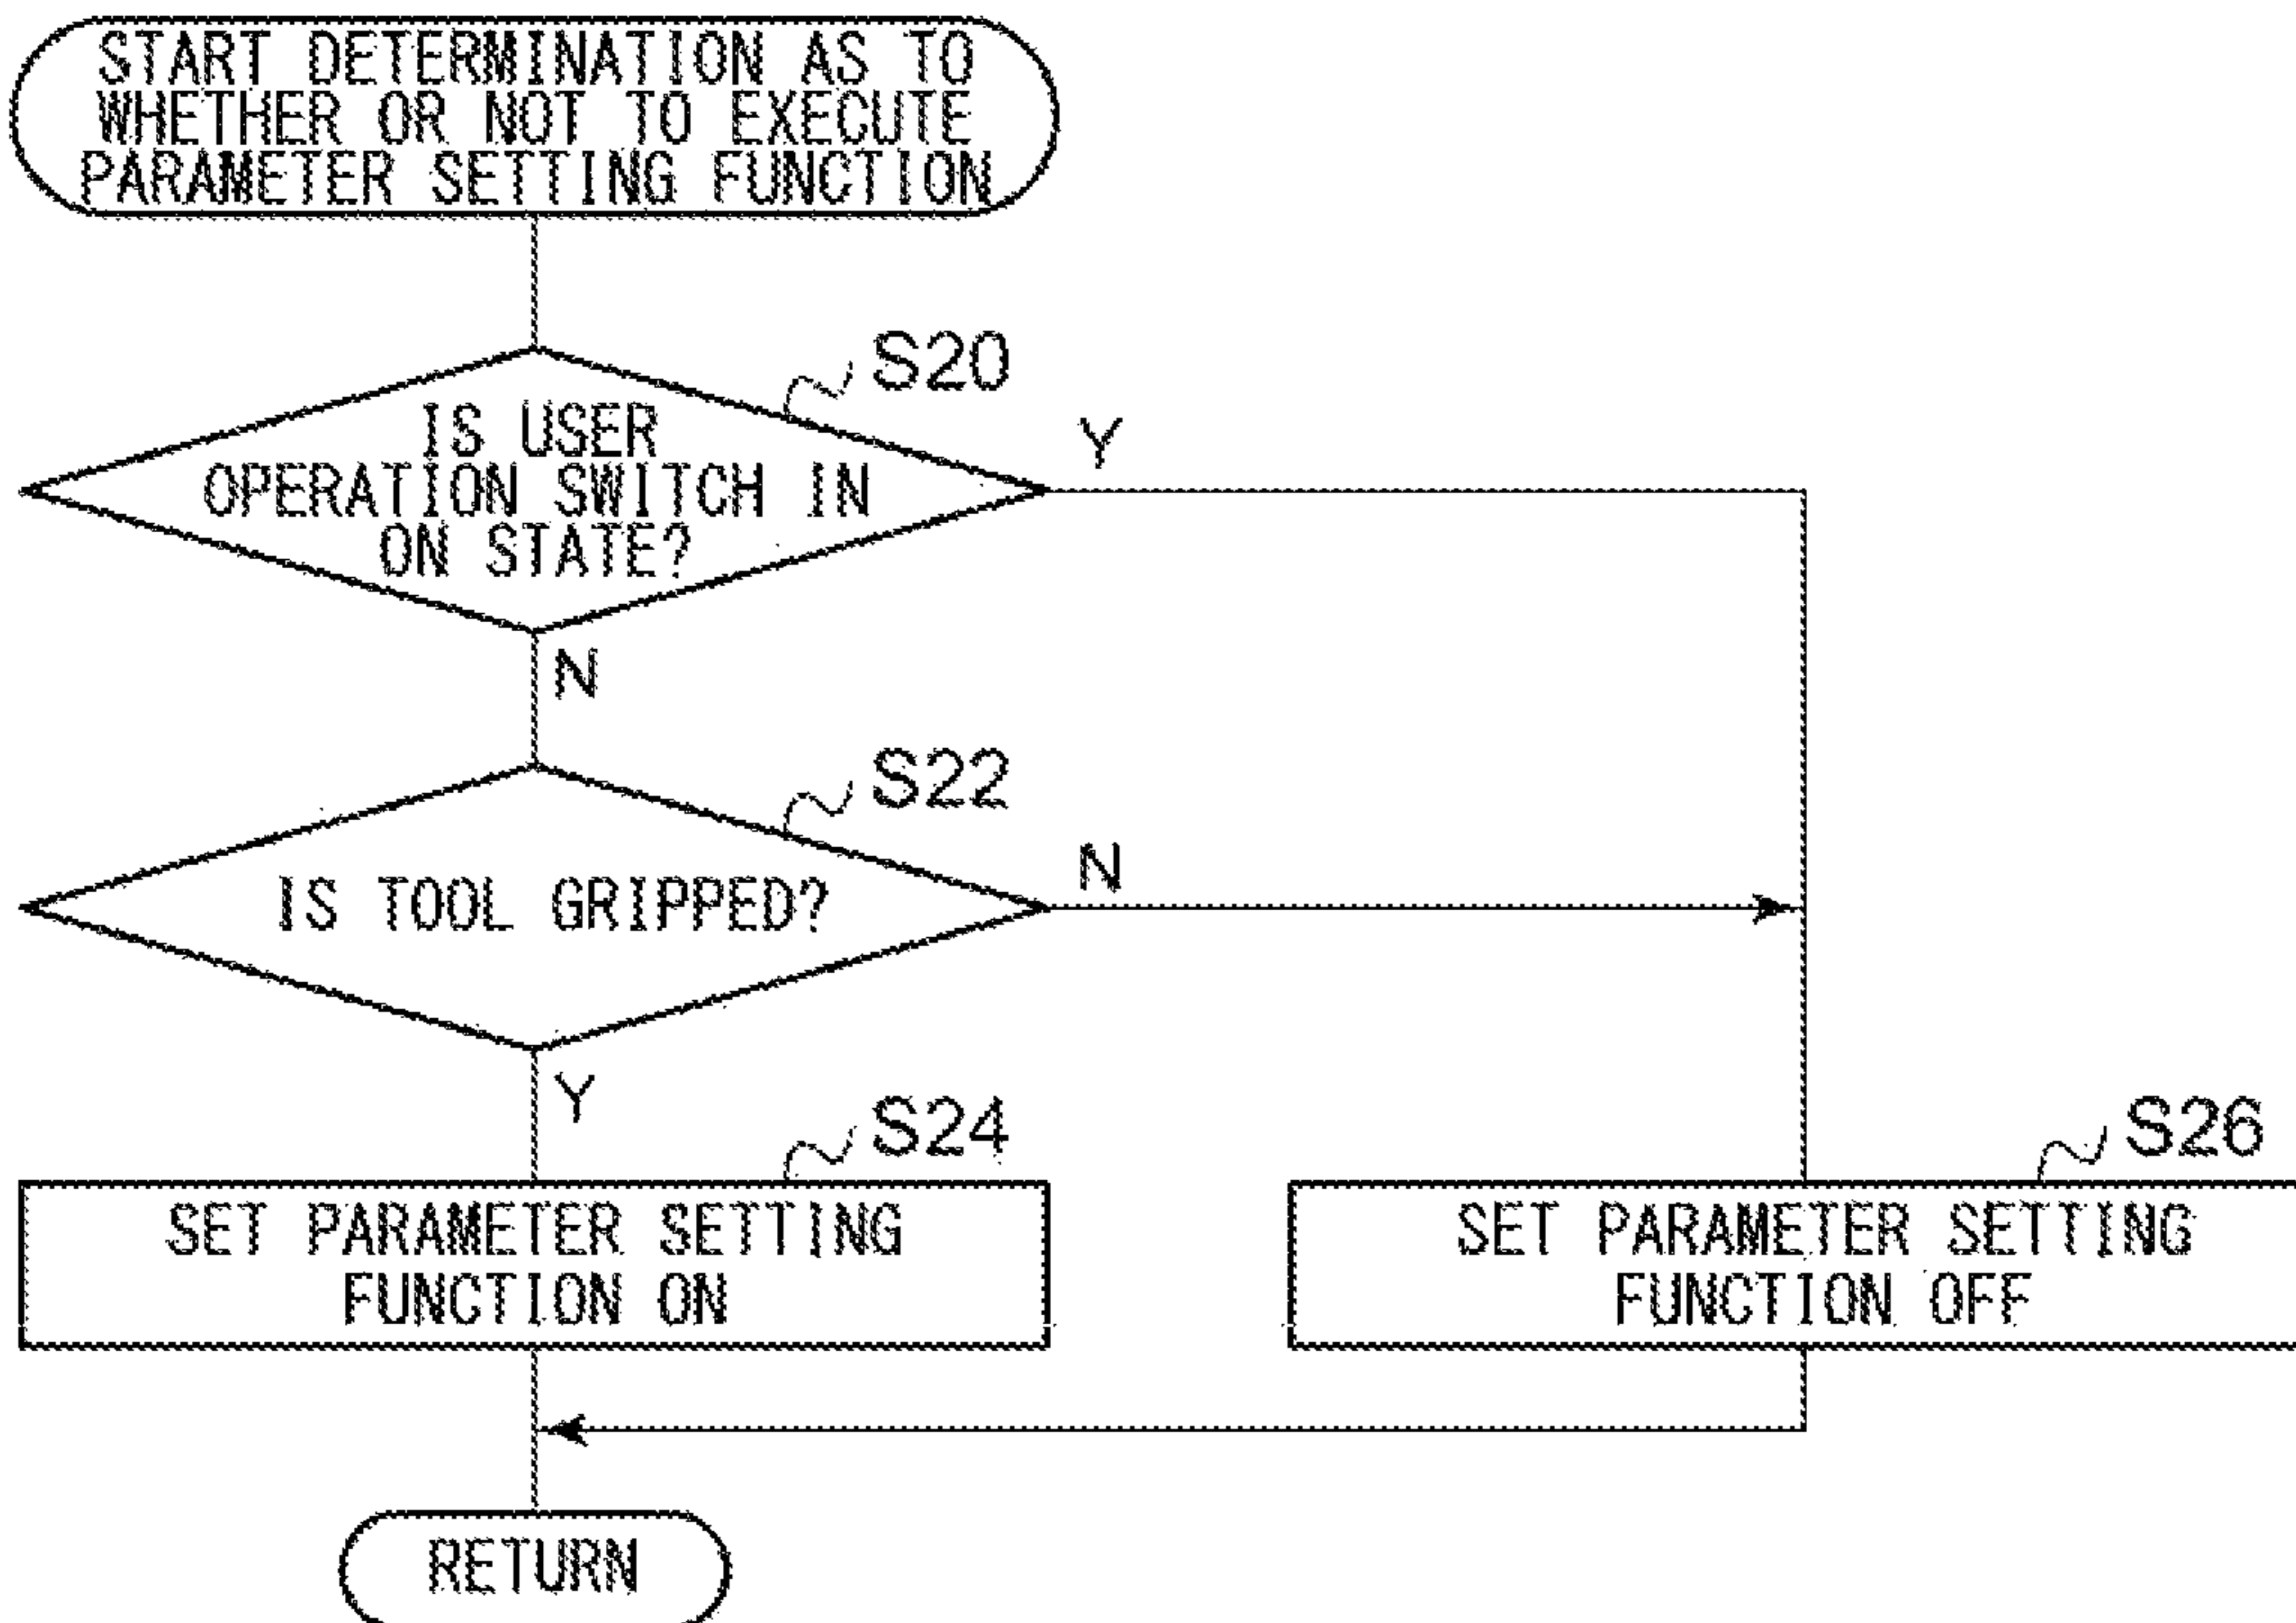 START DETERMINATION AS TO
WHETHER OR NOT TO EXECUTE
PARAMETER SETTING FUNCTION
S20
IS USER
OPERATION SWITCH IN
ON STATE?
Y
N
S22
IS TOOL GRIPPED?
N
Y
S24
SET PARAMETER SETTING
FUNCTION ON
S26
SET PARAMETER SETTING
FUNCTION OFF
RETURN